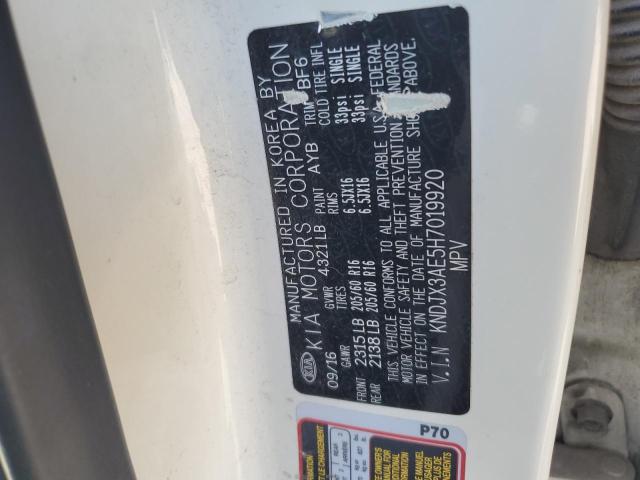 MANUFACTURED IN KOREA BY
KIA KIA MOTORS CORPORATION
09/16 GVWR 4321LB PAINT AYB TRIM BF6
GAWR TIRES RIMS COLD TIRE INFL
FRONT 2315LB 205/60 R16 6.5JX16 33psi SINGLE
REAR 2138LB 205/60 R16 6.5JX16 33psi SINGLE
THIS VEHICLE CONFORMS TO ALL APPLICABLE U.S.A. FEDERAL
MOTOR VEHICLE SAFETY AND THEFT PREVENTION STANDARDS
IN EFFECT ON THE DATE OF MANUFACTURE SHOWN ABOVE.
V.I.N KNDJX3AE5H7019920
MPV
P70